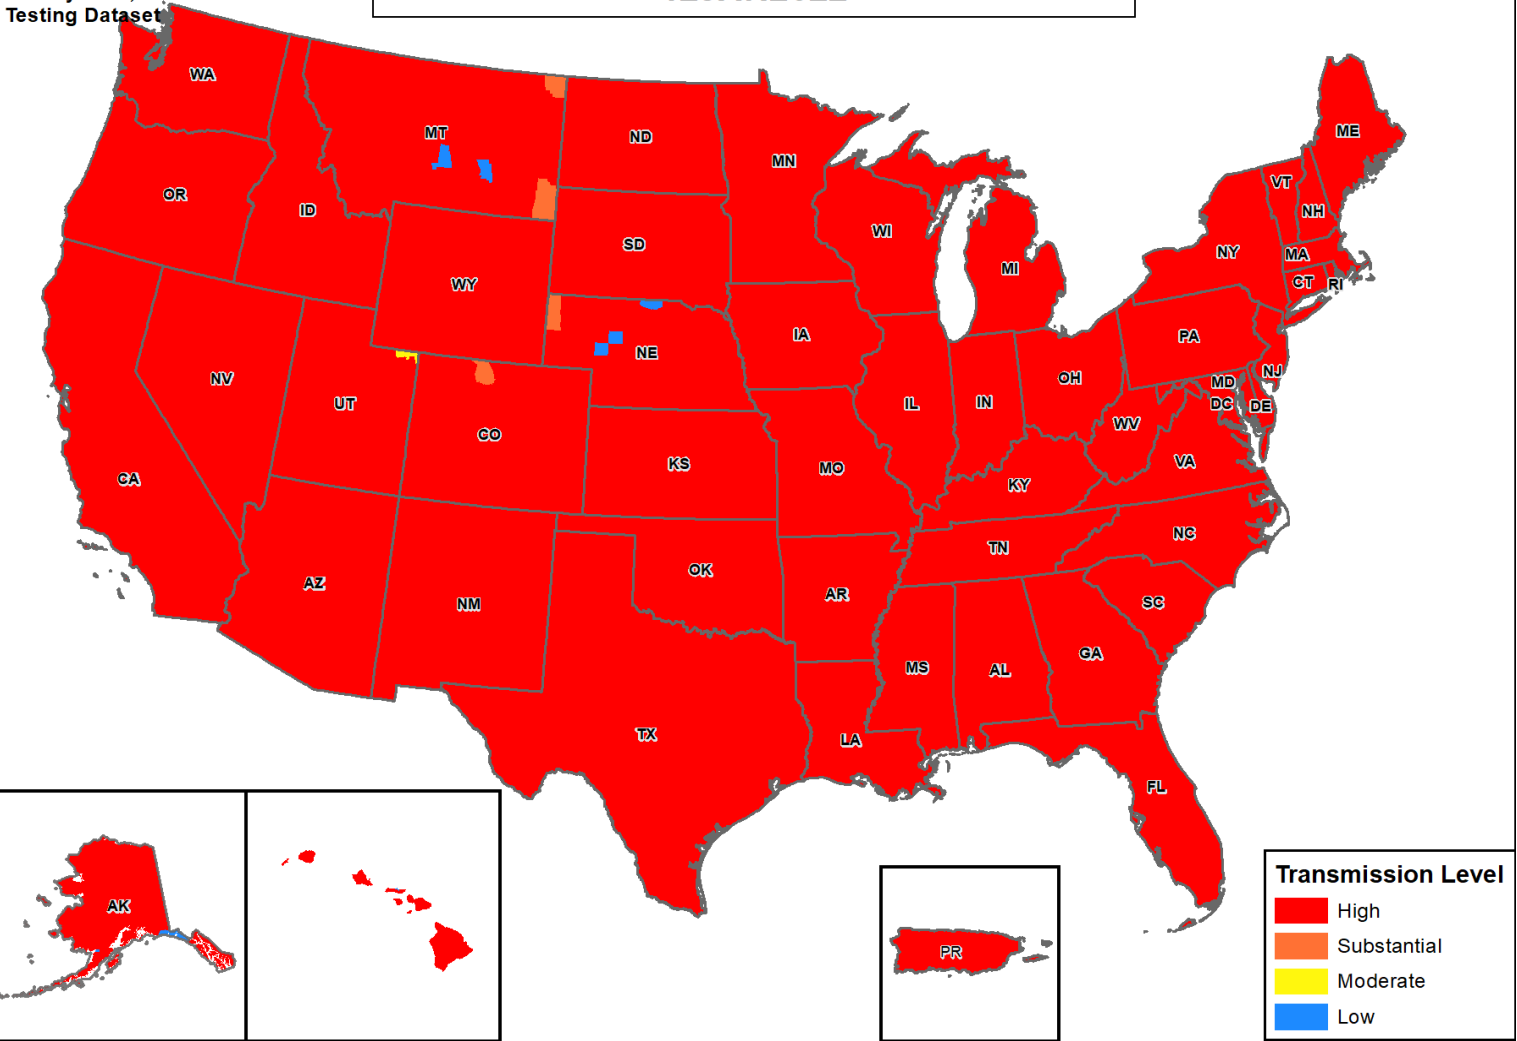 Testing Dataset
WA
MT
ND
MN
ME
OR
ID
SD
WI
MI
VT
NH
NY
MA
CT
RI
WY
IA
NE
PA
NJ
NV
UT
CO
IL
IN
OH
MD
DC
DE
WV
CA
KS
MO
KY
VA
AZ
NM
OK
AR
TN
NC
SC
MS
AL
GA
TX
LA
FL
AK
PR
Transmission Level
High
Substantial
Moderate
Low